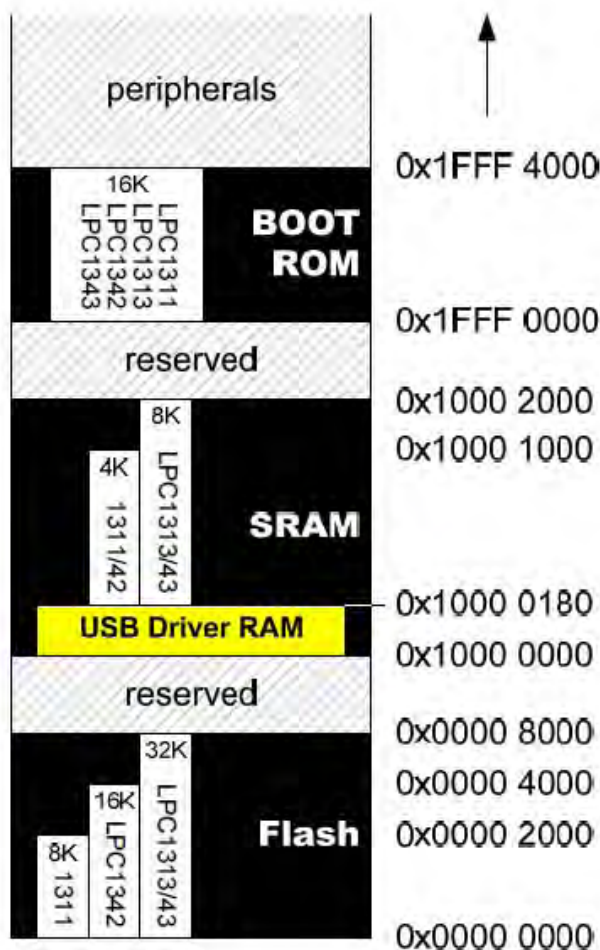 peripherals
0x1FFF 4000
16K
LPC1311
LPC1313
LPC1342
LPC1343
BOOT
ROM
0x1FFF 0000
reserved
0x1000 2000
8K
LPC1313/43
0x1000 1000
4K
1311/42
SRAM
0x1000 0180
USB Driver RAM
0x1000 0000
reserved
0x0000 8000
32K
LPC1313/43
0x0000 4000
16K
LPC1342
Flash
0x0000 2000
8K
1311
0x0000 0000